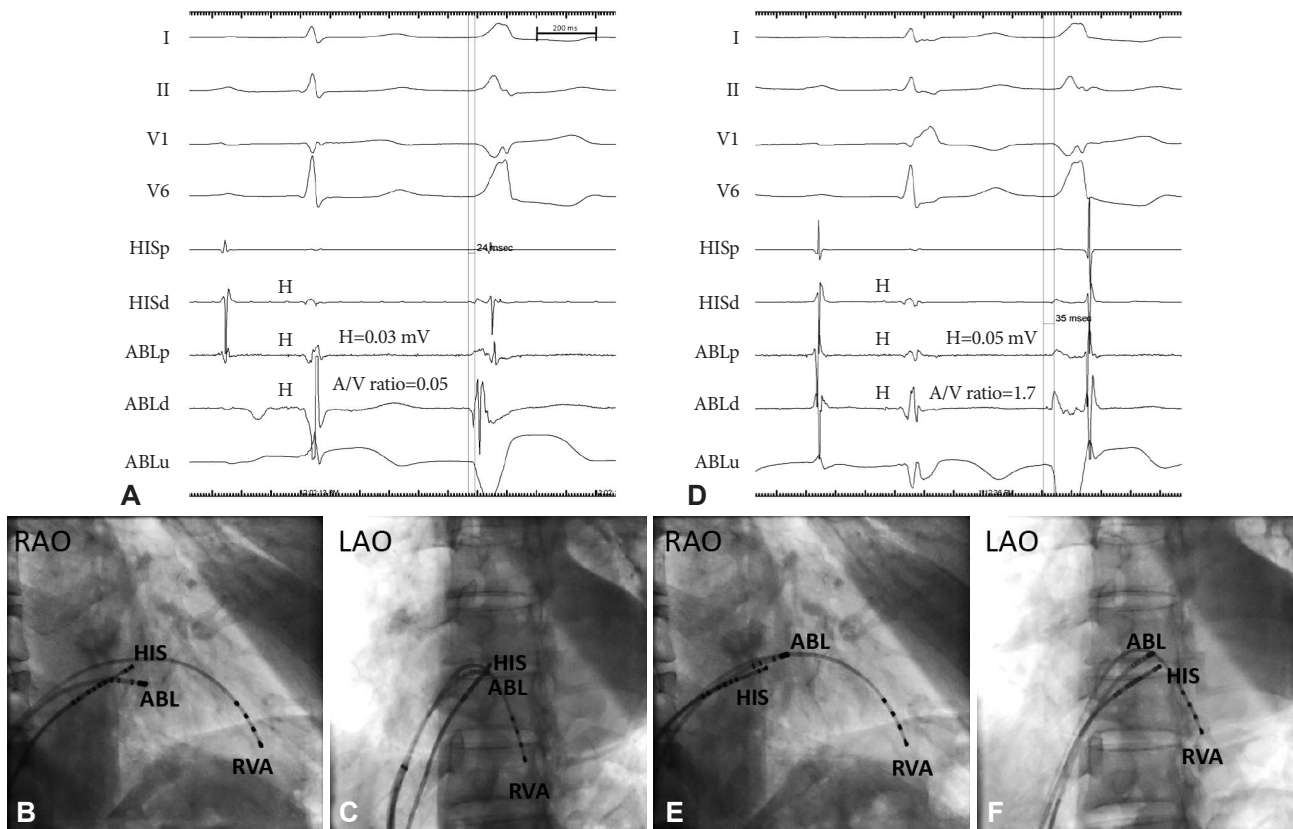 I
200 ms
II
V1
V6
HISp
24 msec
HISd H
ABLp H H=0.03 mV
ABLd H A/V ratio=0.05
ABLu
A
I
II
V1
V6
HISp
HISd H
35 msec
ABLp H H=0.05 mV
ABLd H A/V ratio=1.7
ABLu
D
RAO
HIS
ABL
RVA
B
LAO
HIS
ABL
RVA
C
RAO
ABL
HIS
RVA
E
LAO
ABL
HIS
RVA
F